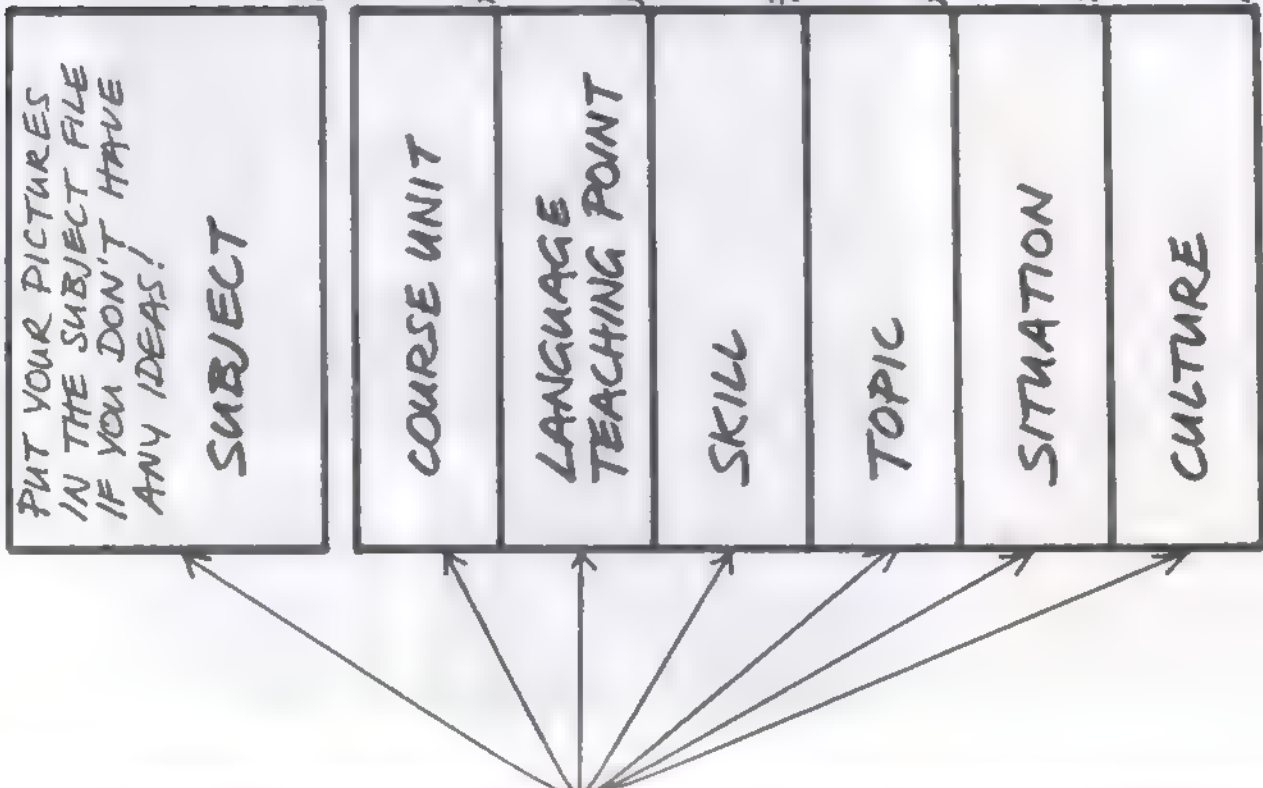 PUT YOUR PICTURES
IN THE SUBJECT FILE
IF YOU DON'T HAVE
ANY IDEAS!
SUBJECT
COURSE UNIT
LANGUAGE
TEACHING POINT
SKILL
TOPIC
SITUATION
CULTURE